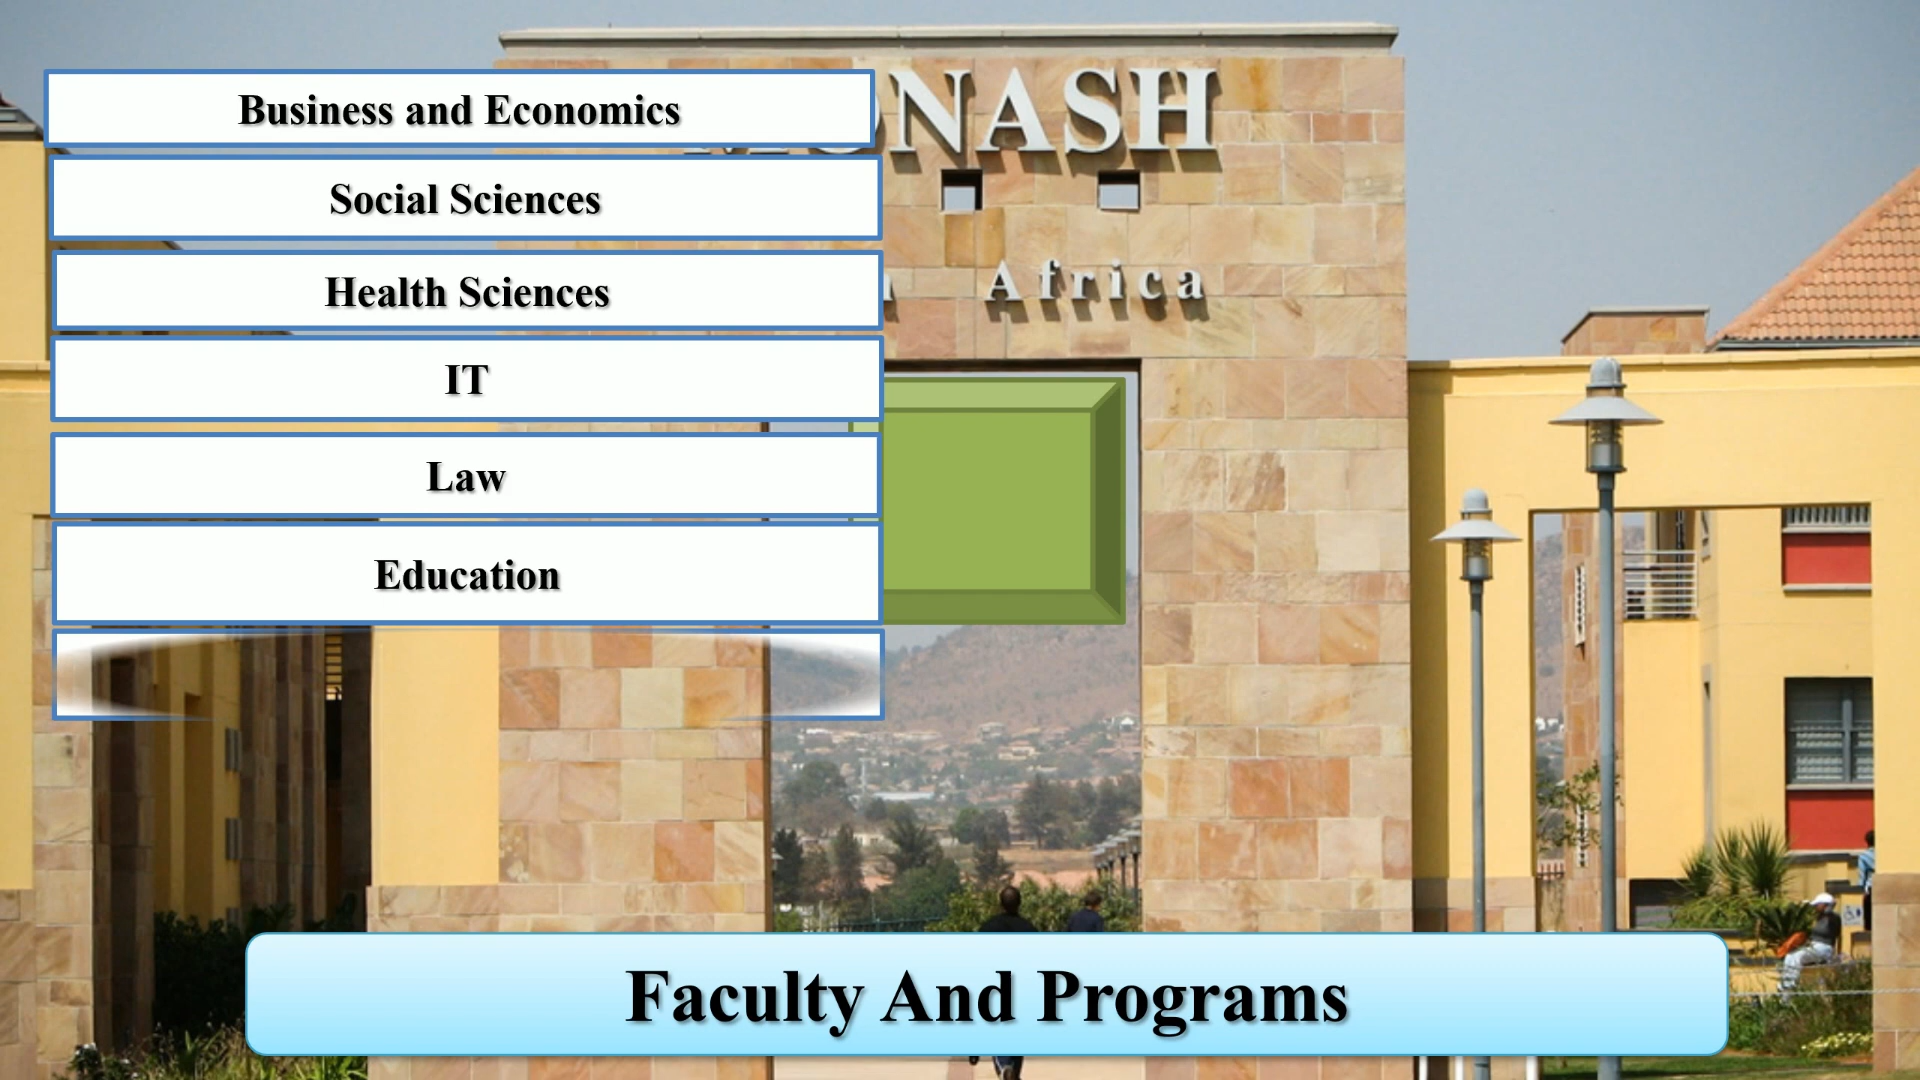 Business and Economics
Social Sciences
Health Sciences
IT
Law
Education
NASH
Africa
Faculty And Programs